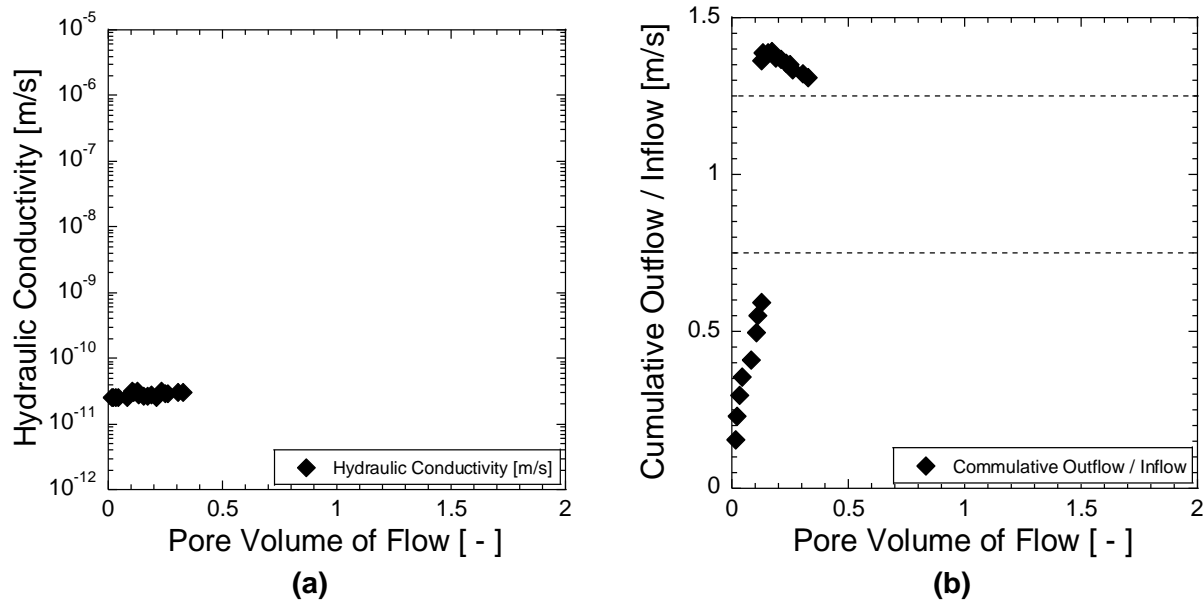 10⁻⁵
10⁻⁶
10⁻⁷
10⁻⁸
10⁻⁹
10⁻¹⁰
10⁻¹¹
10⁻¹²
Hydraulic Conductivity [m/s]
Hydraulic Conductivity [m/s]
0 0.5 1 1.5 2
Pore Volume of Flow [ - ]
(a)
1.5
1
0.5
0
Cumulative Outflow / Inflow [m/s]
Commulative Outflow / Inflow
0 0.5 1 1.5 2
Pore Volume of Flow [ - ]
(b)